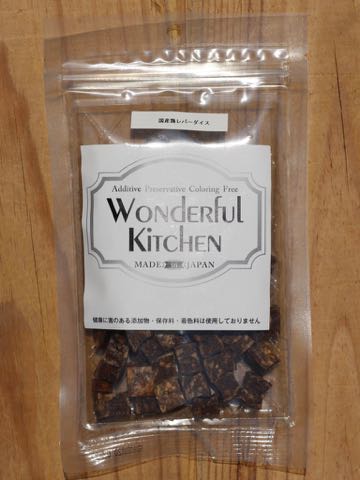 国産鶏レバーダイス
Additive Preservative Coloring Free
WONDERFUL
KITCHEN
MADE JAPAN
健康に害のある添加物・保存料・着色料は使用しておりません